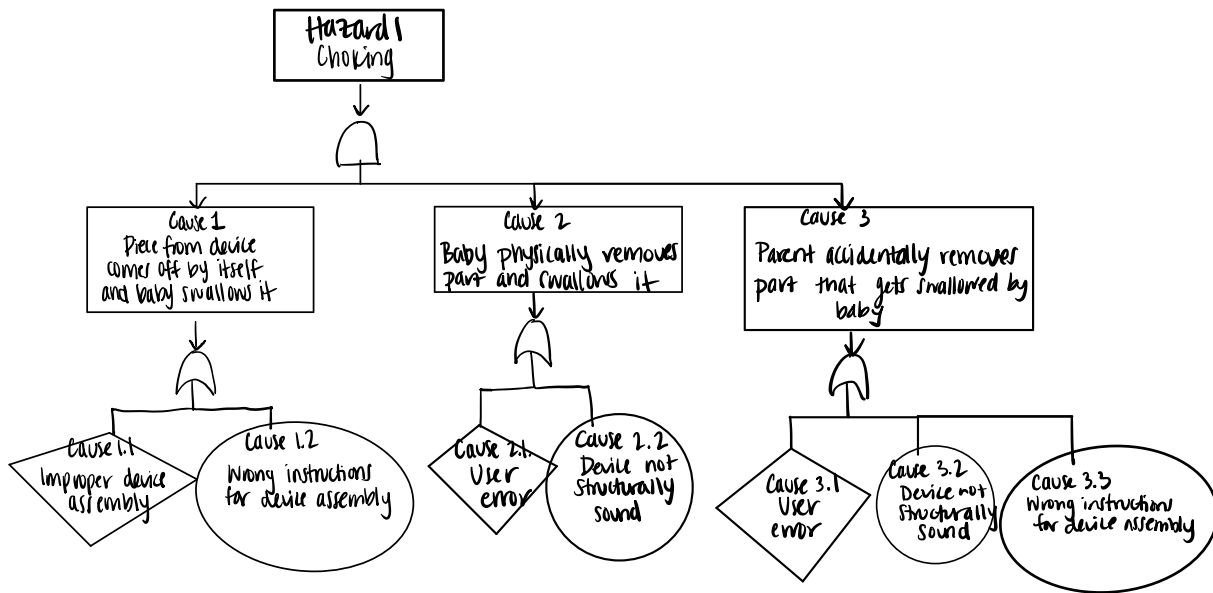 Hazard 1
Choking
Cause 1
Piece from device
comes off by itself
and baby swallows it
Cause 2
Baby physically removes
part and swallows it
Cause 3
Parent accidentally removes
part that gets swallowed by
baby
Cause 1.1
Improper device
assembly
Cause 1.2
Wrong instructions
for device assembly
Cause 2.1.
User
error
Cause 2.2
Device not
structurally
sound
Cause 3.1
User
error
Cause 3.2
Device not
structurally
sound
Cause 3.3
Wrong instructions
for device assembly